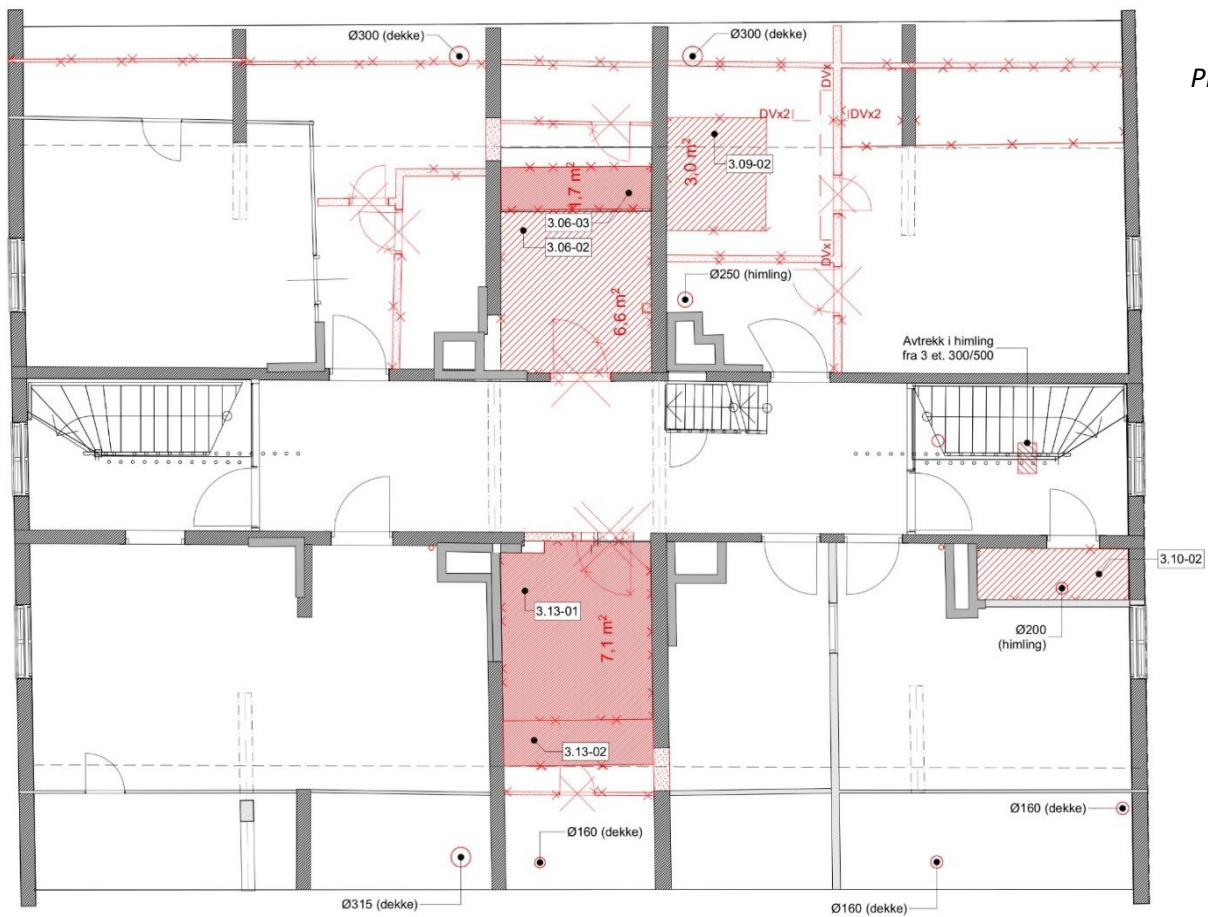 Ø300 (dekke)
Ø300 (dekke)
DVx
DVx2
DVx2
3,0 m²
3.09-02
1,7 m²
3.06-03
3.06-02
DVx
Ø250 (himling)
6,6 m²
Avtrekk i himling
fra 3 et. 300/500
3.10-02
3.13-01
7,1 m²
Ø200
(himling)
3.13-02
Ø160 (dekke)
Ø160 (dekke)
Ø315 (dekke)
Ø160 (dekke)